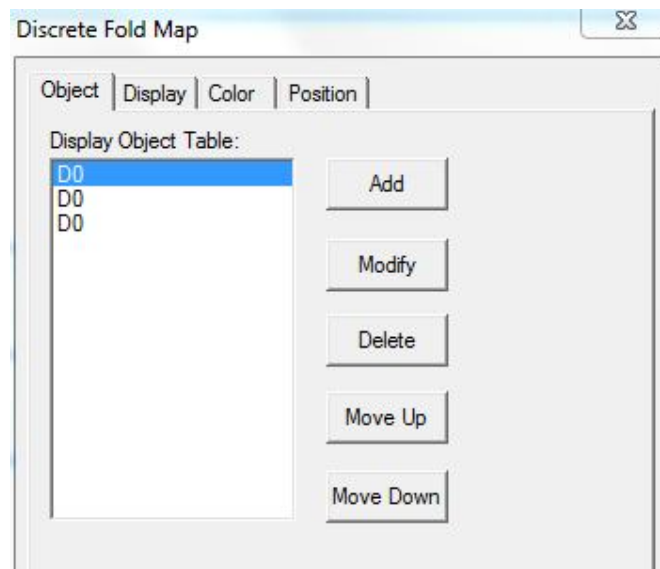 Discrete Fold Map
Object Display Color Position
Display Object Table:
D0
D0
D0
Add
Modify
Delete
Move Up
Move Down